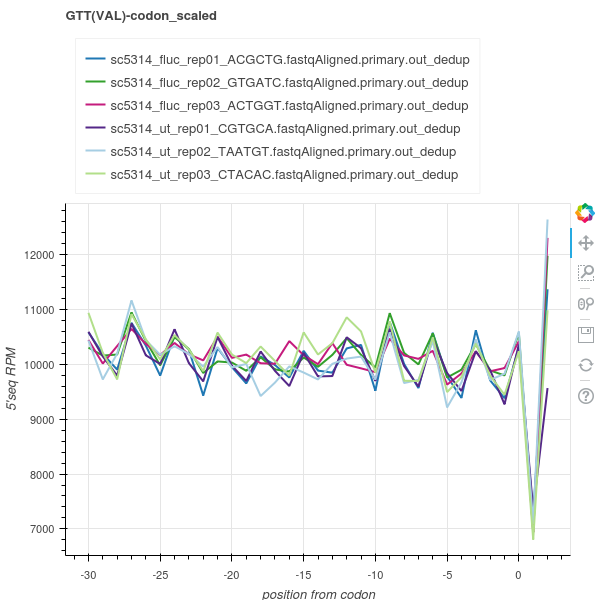 GTT(VAL)-codon_scaled
sc5314_fluc_rep01_ACGCTG.fastqAligned.primary.out_dedup
sc5314_fluc_rep02_GTGATC.fastqAligned.primary.out_dedup
sc5314_fluc_rep03_ACTGGT.fastqAligned.primary.out_dedup
sc5314_ut_rep01_CGTGCA.fastqAligned.primary.out_dedup
sc5314_ut_rep02_TAATGT.fastqAligned.primary.out_dedup
sc5314_ut_rep03_CTACAC.fastqAligned.primary.out_dedup
12000
11000
10000
9000
8000
7000
5'seq RPM
-30 -25 -20 -15 -10 -5 0
position from codon